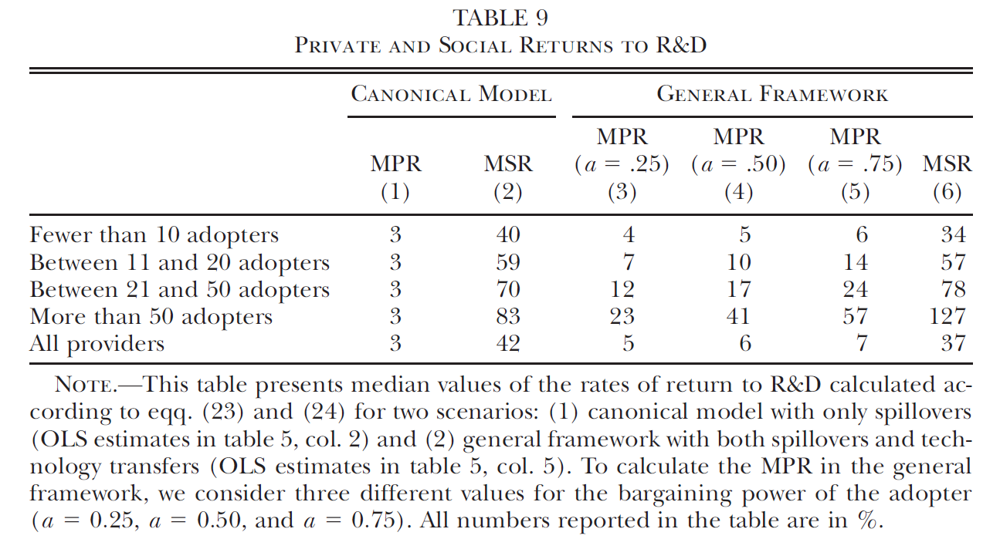 TABLE 9
Private and Social Returns to R&D
Canonical Model General Framework
MPR MPR MPR
MPR MSR (a = .25) (a = .50) (a = .75) MSR
(1) (2) (3) (4) (5) (6)
Fewer than 10 adopters 3 40 4 5 6 34
Between 11 and 20 adopters 3 59 7 10 14 57
Between 21 and 50 adopters 3 70 12 17 24 78
More than 50 adopters 3 83 23 41 57 127
All providers 3 42 5 6 7 37
Note.—This table presents median values of the rates of return to R&D calculated ac-
cording to eqq. (23) and (24) for two scenarios: (1) canonical model with only spillovers
(OLS estimates in table 5, col. 2) and (2) general framework with both spillovers and tech-
nology transfers (OLS estimates in table 5, col. 5). To calculate the MPR in the general
framework, we consider three different values for the bargaining power of the adopter
(a = 0.25, a = 0.50, and a = 0.75). All numbers reported in the table are in %.